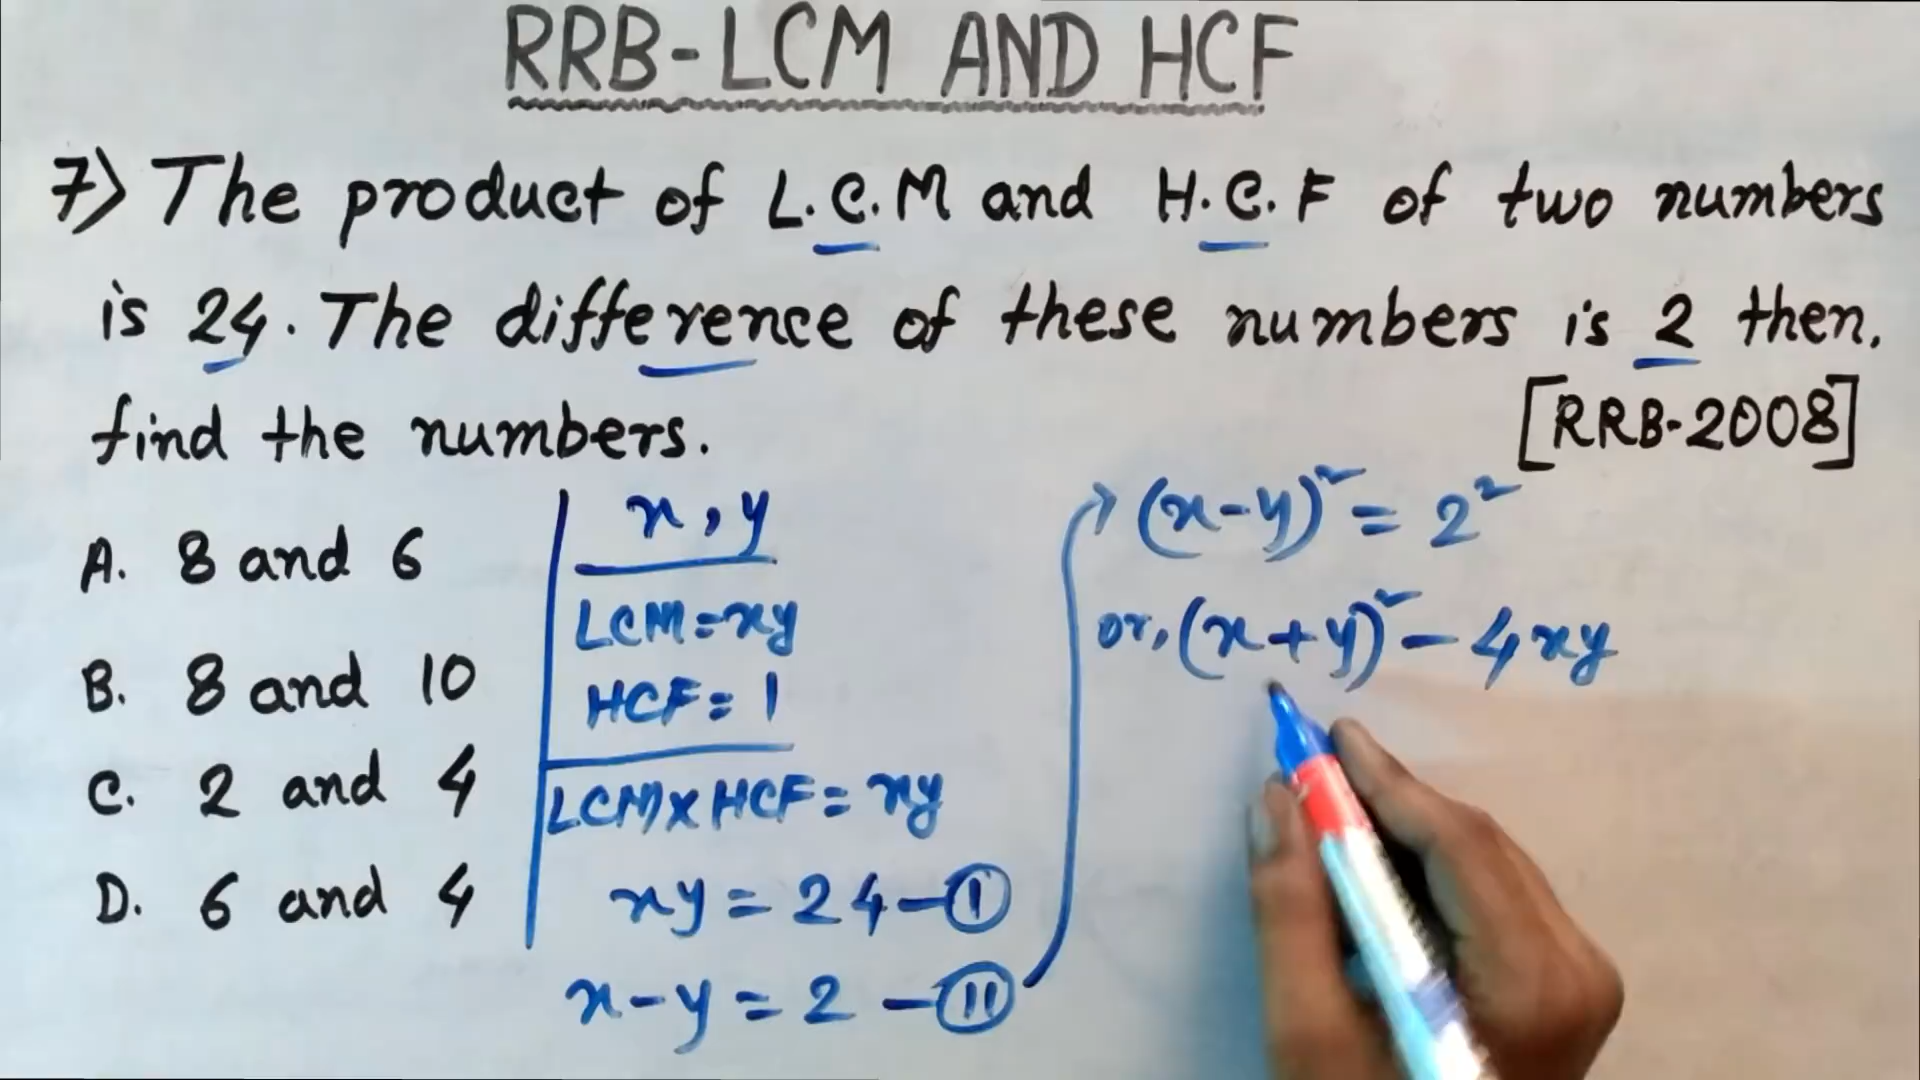 RRB-LCM AND HCF
7) The product of L.C.M and H.C.F of two numbers
is 24. The difference of these numbers is 2 then,
find the numbers.
[RRB-2008]
A. 8 and 6
B. 8 and 10
C. 2 and 4
D. 6 and 4
x, y
LCM=xy
HCF=1
LCM×HCF=xy
xy=24-①
x-y=2-⑪
(x-y)²=2²
or, (x+y)²-4xy